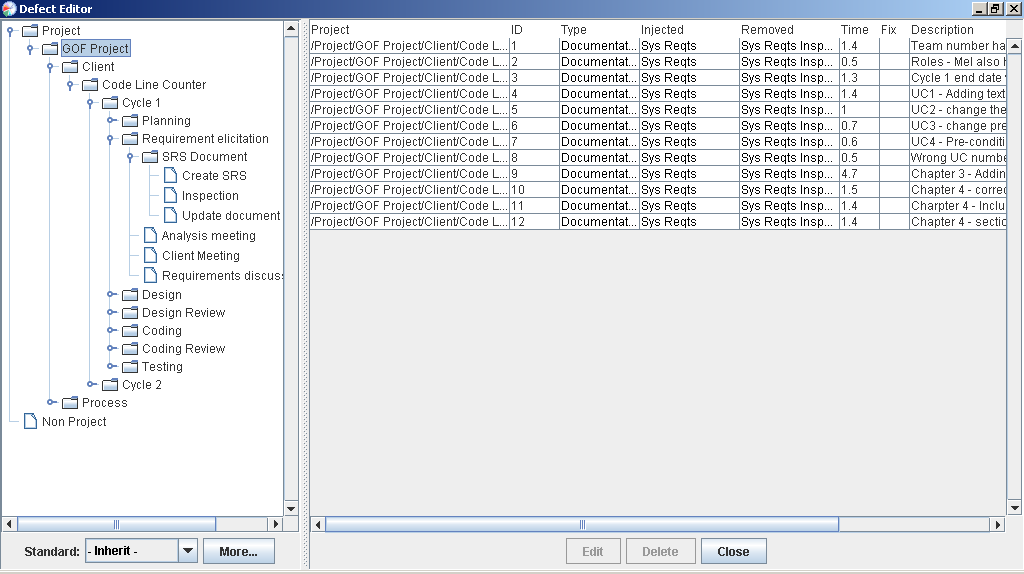 Defect Editor
Project
GOF Project
Client
Code Line Counter
Cycle 1
Planning
Requirement elicitation
SRS Document
Create SRS
Inspection
Update document
Analysis meeting
Client Meeting
Requirements discus
Design
Design Review
Coding
Coding Review
Testing
Cycle 2
Process
Non Project
Standard: - Inherit - More...
Project ID Type Injected Removed Time Fix Description
/Project/GOF Project/Client/Code L... 1 Documentat... Sys Reqts Sys Reqts Insp... 1.4 Team number ha
/Project/GOF Project/Client/Code L... 2 Documentat... Sys Reqts Sys Reqts Insp... 0.5 Roles - Mel also h
/Project/GOF Project/Client/Code L... 3 Documentat... Sys Reqts Sys Reqts Insp... 1.3 Cycle 1 end date
/Project/GOF Project/Client/Code L... 4 Documentat... Sys Reqts Sys Reqts Insp... 1.4 UC1 - Adding text
/Project/GOF Project/Client/Code L... 5 Documentat... Sys Reqts Sys Reqts Insp... 1 UC2 - change the
/Project/GOF Project/Client/Code L... 6 Documentat... Sys Reqts Sys Reqts Insp... 0.7 UC3 - change pre
/Project/GOF Project/Client/Code L... 7 Documentat... Sys Reqts Sys Reqts Insp... 0.6 UC4 - Pre-conditi
/Project/GOF Project/Client/Code L... 8 Documentat... Sys Reqts Sys Reqts Insp... 0.5 Wrong UC numbe
/Project/GOF Project/Client/Code L... 9 Documentat... Sys Reqts Sys Reqts Insp... 4.7 Chapter 3 - Addin
/Project/GOF Project/Client/Code L... 10 Documentat... Sys Reqts Sys Reqts Insp... 1.5 Chapter 4 - correc
/Project/GOF Project/Client/Code L... 11 Documentat... Sys Reqts Sys Reqts Insp... 1.4 Charpter 4 - Inclu
/Project/GOF Project/Client/Code L... 12 Documentat... Sys Reqts Sys Reqts Insp... 1.4 Chapter 4 - sectio
Edit Delete Close